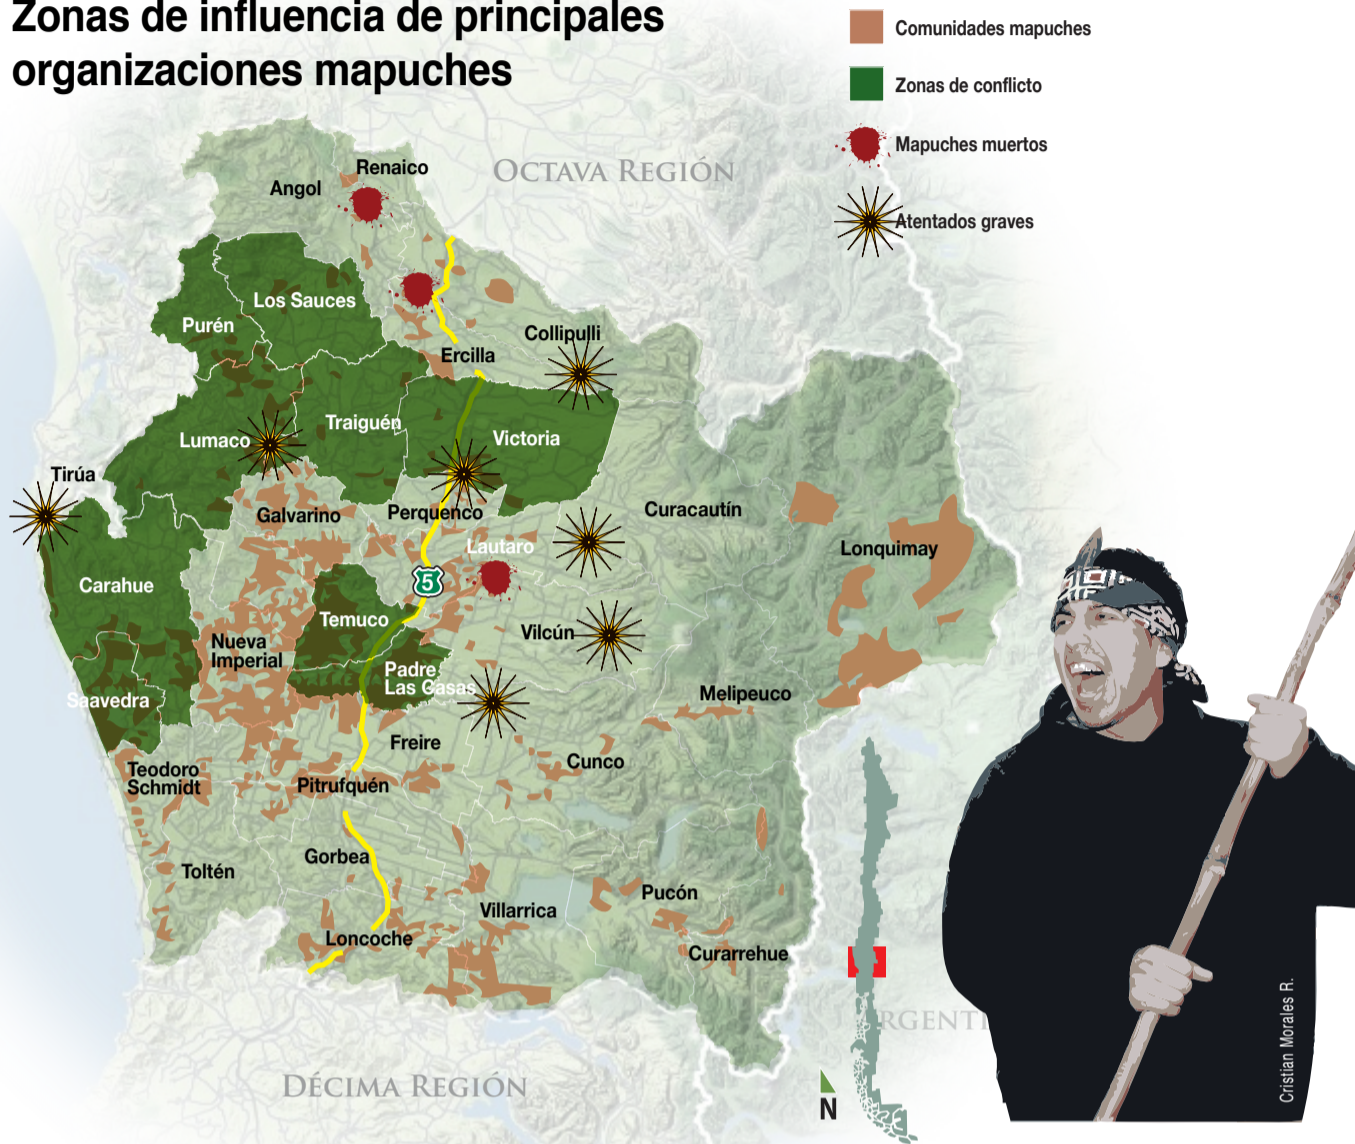 Zonas de influencia de principales
organizaciones mapuches
Comunidades mapuches
Zonas de conflicto
Mapuches muertos
Atentados graves
OCTAVA REGIÓN
Renaico
Angol
Los Sauces
Purén
Collipulli
Ercilla
Traiguén
Lumaco
Victoria
Tirúa
Galvarino
Perquenco
Curacautín
Lautaro
Lonquimay
5
Carahue
Temuco
Vilcún
Nueva
Imperial
Padre
Las Casas
Saavedra
Melipeuco
Freire
Cunco
Teodoro
Schmidt
Pitrufquén
Gorbea
Toltén
Pucón
Villarrica
Loncoche
Curarrehue
RGENTI
DÉCIMA REGIÓN
N
Cristian Morales R.